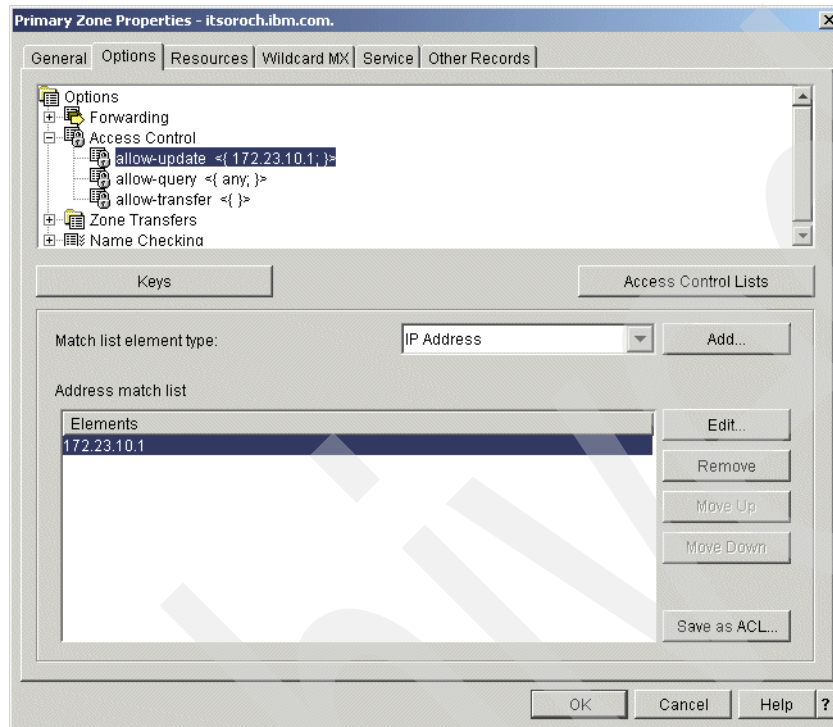 Primary Zone Properties - itsoroch.ibm.com.
General Options Resources Wildcard MX Service Other Records
Options
Forwarding
Access Control
allow-update <{ 172.23.10.1; }>
allow-query <{ any; }>
allow-transfer <{ }>
Zone Transfers
Name Checking
Keys Access Control Lists
Match list element type: IP Address Add...
Address match list
Elements
172.23.10.1
Edit...
Remove
Move Up
Move Down
Save as ACL...
OK Cancel Help ?